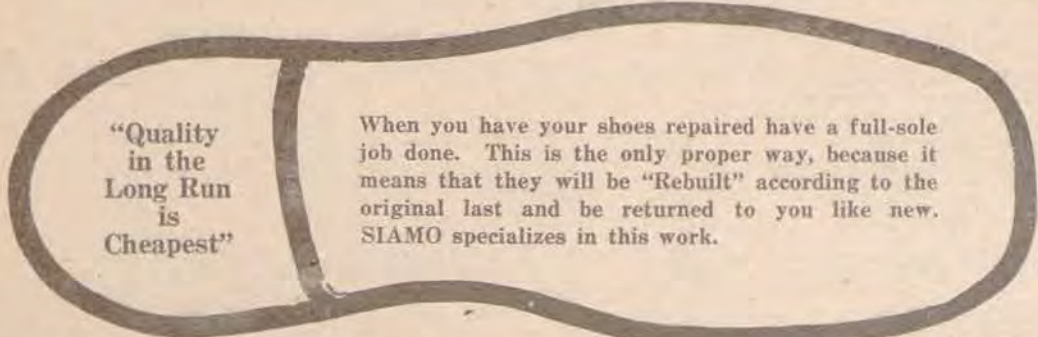 “Quality
in the
Long Run
is
Cheapest”
When you have your shoes repaired have a full-sole
job done. This is the only proper way, because it
means that they will be “Rebuilt” according to the
original last and be returned to you like new.
SIAMO specializes in this work.